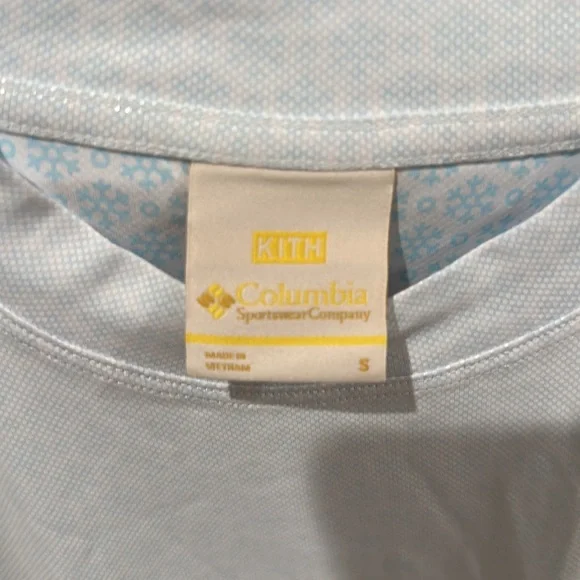 KITH
Columbia
Sportswear Company
MADE IN
VIETNAM
S